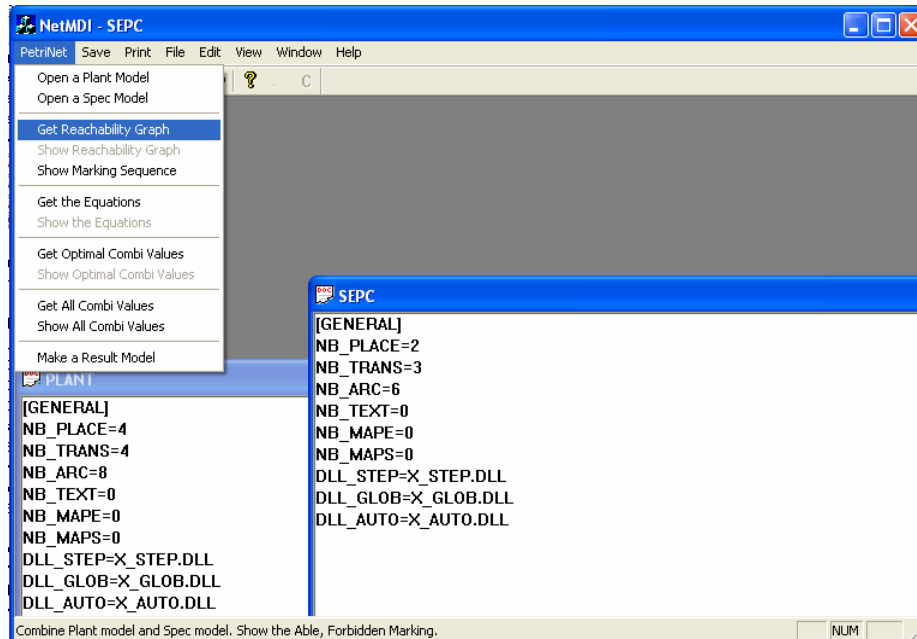 NetMDI - SEPC
PetriNet Save Print File Edit View Window Help
C
Open a Plant Model
Open a Spec Model
Get Reachability Graph
Show Reachability Graph
Show Marking Sequence
Get the Equations
Show the Equations
Get Optimal Combi Values
Show Optimal Combi Values
Get All Combi Values
Show All Combi Values
Make a Result Model
PLANT
[GENERAL]
NB_PLACE=4
NB_TRANS=4
NB_ARC=8
NB_TEXT=0
NB_MAPE=0
NB_MAPS=0
DLL_STEP=X_STEP.DLL
DLL_GLOB=X_GLOB.DLL
DLL_AUTO=X_AUTO.DLL
SEPC
[GENERAL]
NB_PLACE=2
NB_TRANS=3
NB_ARC=6
NB_TEXT=0
NB_MAPE=0
NB_MAPS=0
DLL_STEP=X_STEP.DLL
DLL_GLOB=X_GLOB.DLL
DLL_AUTO=X_AUTO.DLL
Combine Plant model and Spec model. Show the Able, Forbidden Marking.
NUM